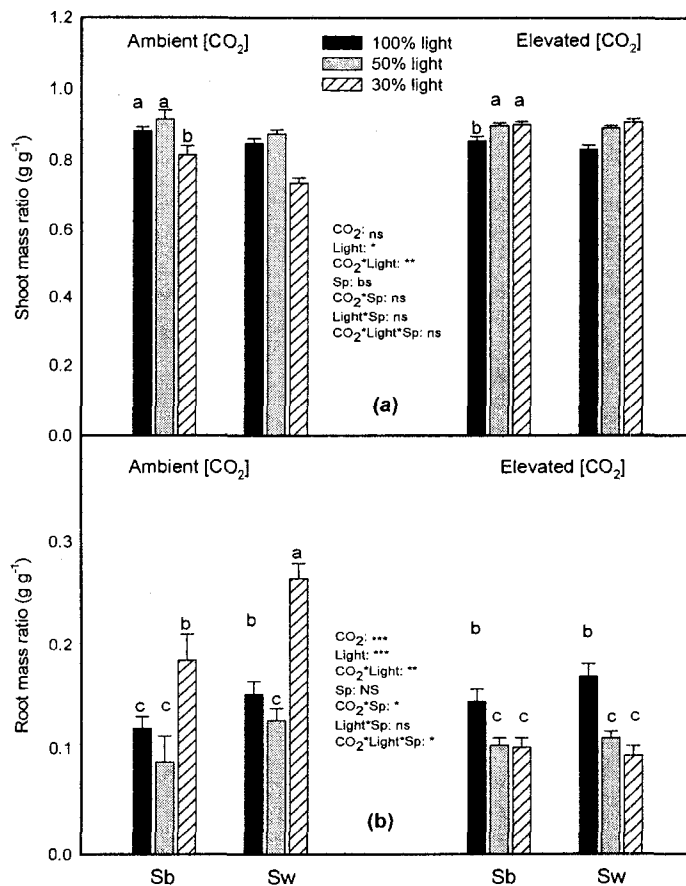 Ambient [CO2]
100% light
50% light
30% light
Elevated [CO2]
1.0
0.8
0.6
0.4
0.2
0.0
Shoot mass ratio (g g-1)
a a b
b a a
CO2: ns
Light: *
CO2*Light: **
Sp: bs
CO2*Sp: ns
Light*Sp: ns
CO2*Light*Sp: ns
(a)
Ambient [CO2]
Elevated [CO2]
0.3
0.2
0.1
0.0
Root mass ratio (g g-1)
c c b
b c a
b c c
b c c
CO2: ***
Light: ***
CO2*Light: **
Sp: NS
CO2*Sp: *
Light*Sp: ns
CO2*Light*Sp: *
(b)
Sb Sw Sb Sw